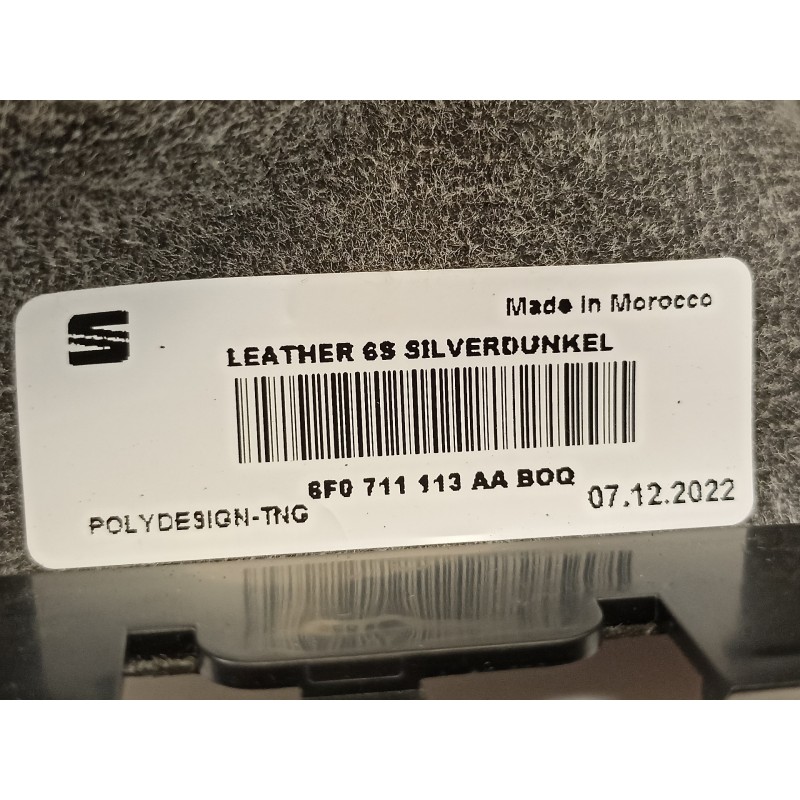 Made in Morocco
LEATHER 6S SILVERDUNKEL
6F0 711 113 AA BOQ
07.12.2022
POLYDESIGN-TNG